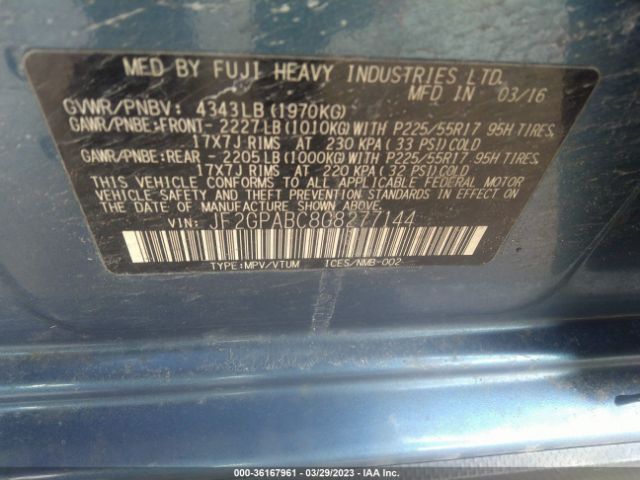 MFD BY FUJI HEAVY INDUSTRIES LTD.
MFD IN 03/16
GVWR/PNBV: 4343LB(1970KG)
GAWR/PNBE:FRONT- 2227LB(1010KG)WITH P225/55R17 95H TIRES,
17X7J RIMS AT 230 KPA(33 PSI)COLD
GAWR/PNBE:REAR - 2205LB(1000KG)WITH P225/55R17 95H TIRES,
17X7J RIMS AT 220 KPA(32 PSI)COLD
THIS VEHICLE CONFORMS TO ALL APPLICABLE FEDERAL MOTOR
VEHICLE SAFETY STANDARDS IN EFFECT ON
THE DATE OF MANUFACTURE SHOWN ABOVE.
VIN: JF2GPABC8G8277144
TYPE:MPV/VTUM ICES/NMB-002
000-36167961 | 03/29/2023 | IAA Inc.